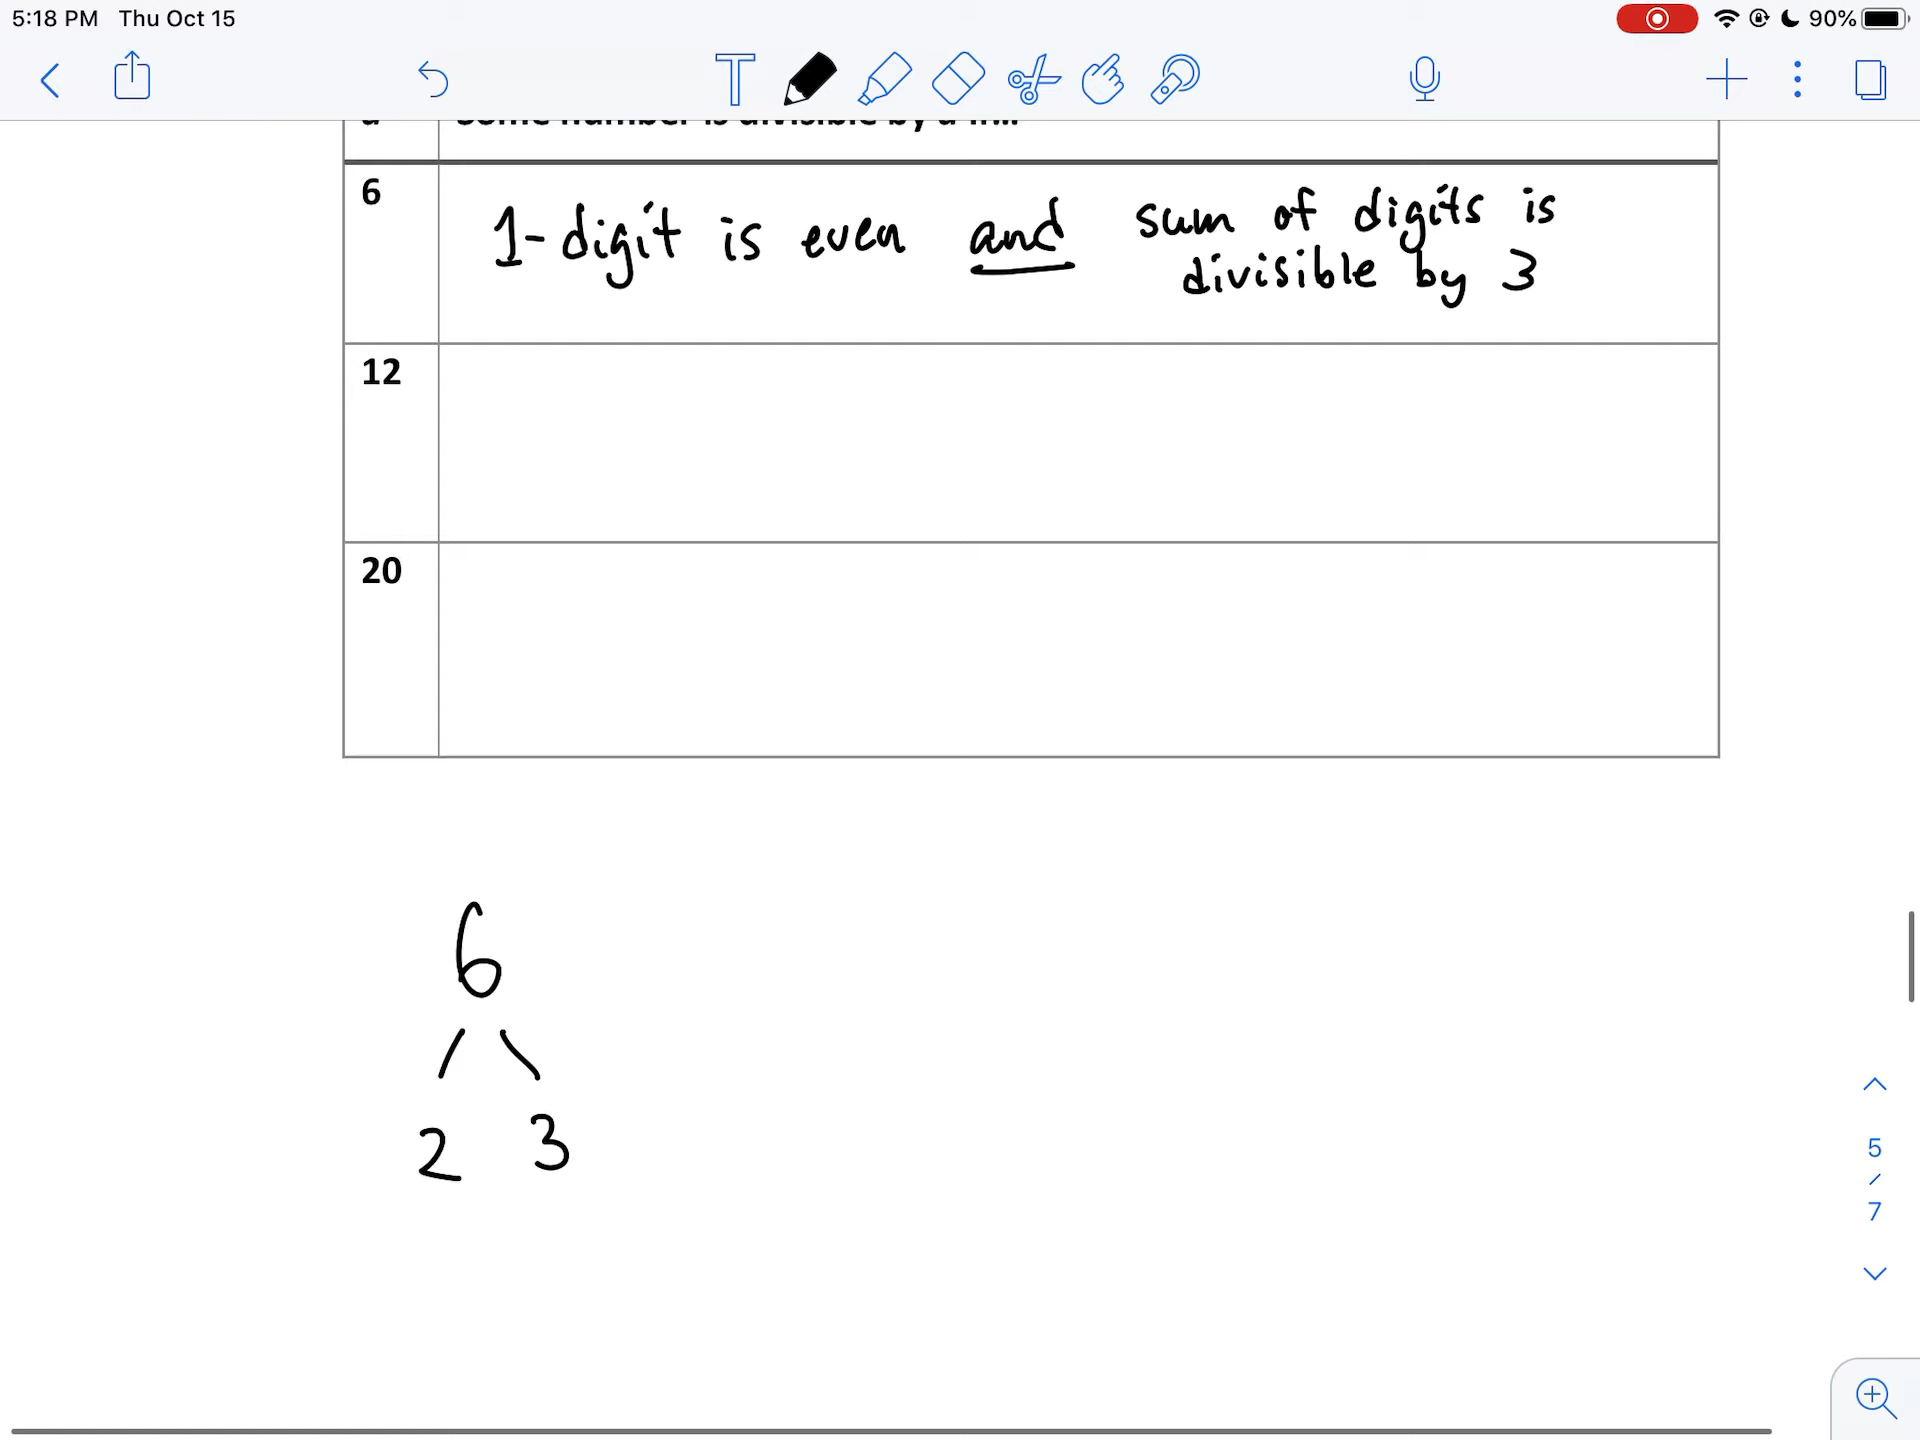 5:18 PM Thu Oct 15
90%
T
6
1-digit is even and sum of digits is
divisible by 3
12
20
6
2 3
5
/
7